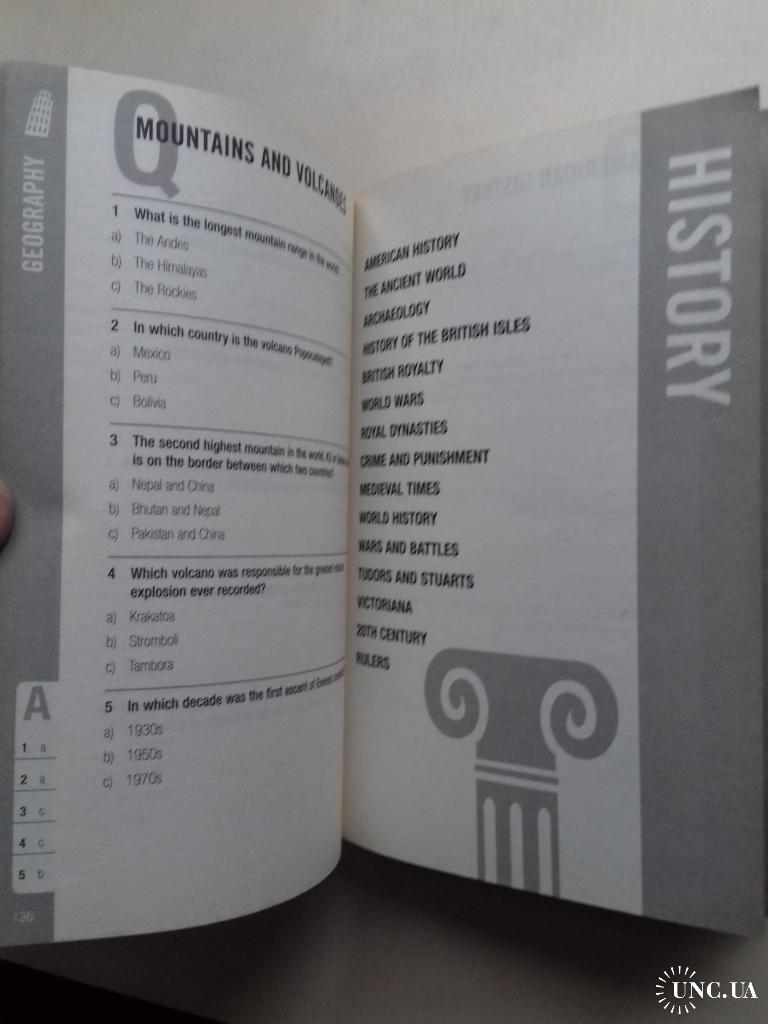 GEOGRAPHY
Q
MOUNTAINS AND VOLCANOES
1 What is the longest mountain range in the world
a) The Andes
b) The Himalayas
c) The Rockies
2 In which country is the volcano Popocatepetl?
a) Mexico
b) Peru
c) Bolivia
3 The second highest mountain in the world, K2 or
is on the border between which two countries?
a) Nepal and China
b) Bhutan and Nepal
c) Pakistan and China
4 Which volcano was responsible for the greatest
explosion ever recorded?
a) Krakatoa
b) Stromboli
c) Tambora
5 In which decade was the first ascent of Everest
a) 1930s
b) 1950s
c) 1970s
A
1 a
2 a
3 c
4 c
5 b
136
HISTORY
AMERICAN HISTORY
THE ANCIENT WORLD
ARCHAEOLOGY
HISTORY OF THE BRITISH ISLES
BRITISH ROYALTY
WORLD WARS
ROYAL DYNASTIES
CRIME AND PUNISHMENT
MEDIEVAL TIMES
WORLD HISTORY
WARS AND BATTLES
TUDORS AND STUARTS
VICTORIANA
20TH CENTURY
RULERS
UNC.UA